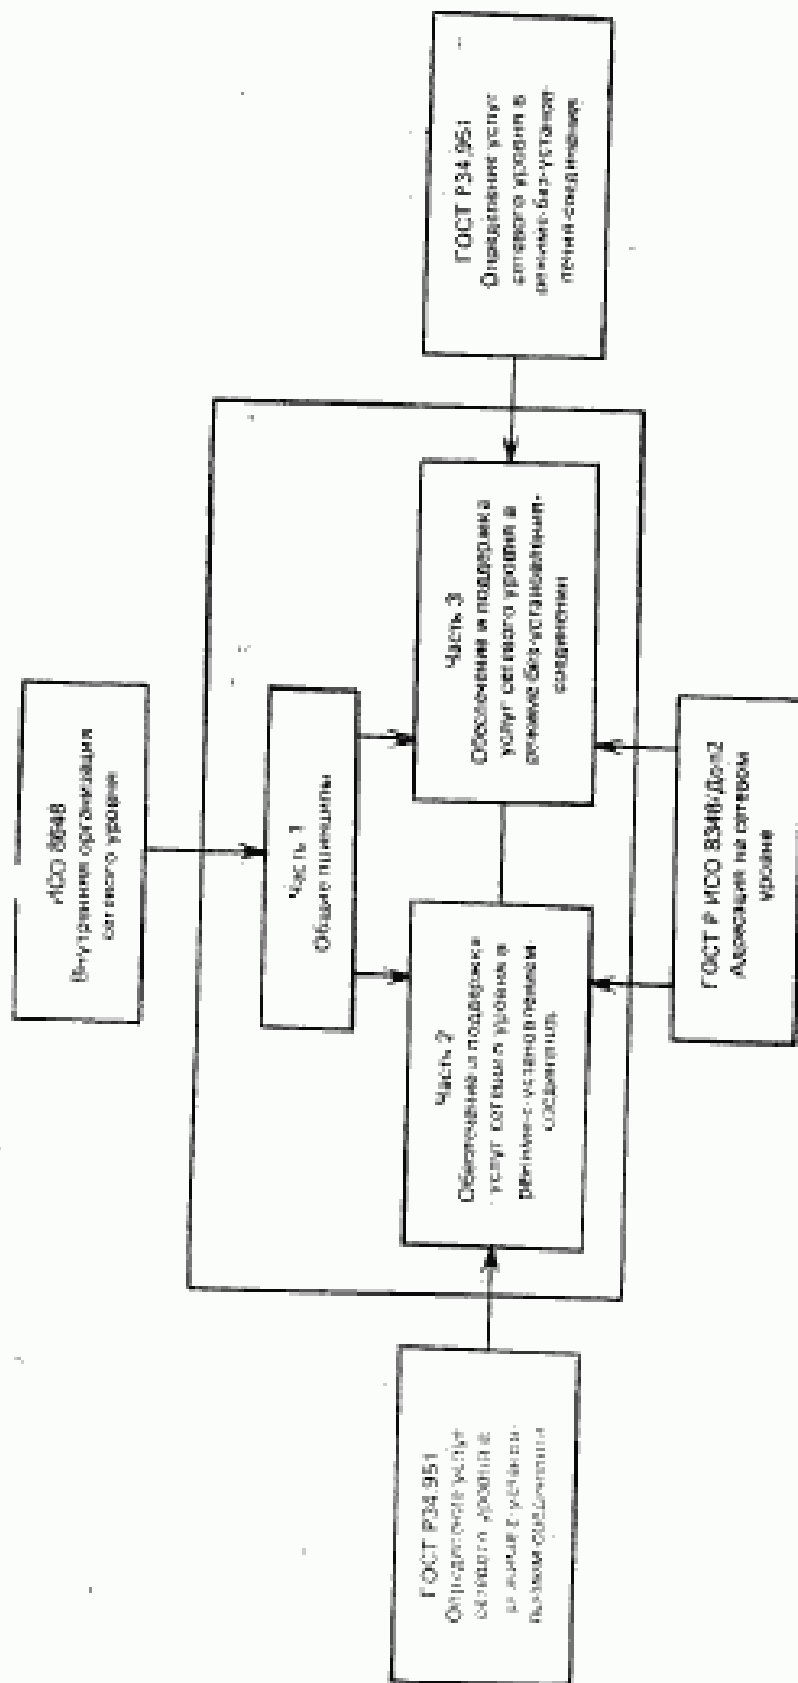 ИСО 8648
Внутренняя организация
сетевого уровня
Часть 1
Общие принципы
ГОСТ Р34.951
Определение услуг
сетевого уровня в
режиме с установ-
лением соединения
Часть 2
Обеспечение и поддержка
услуг сетевого уровня в
режиме с установлением
соединения
Часть 3
Обеспечение и поддержка
услуг сетевого уровня в
режиме без установления
соединения
ГОСТ Р34.951
Определение услуг
сетевого уровня в
режиме без установ-
ления соединения
ГОСТ Р ИСО 8348/Доп2
Адресация на сетевом
уровне